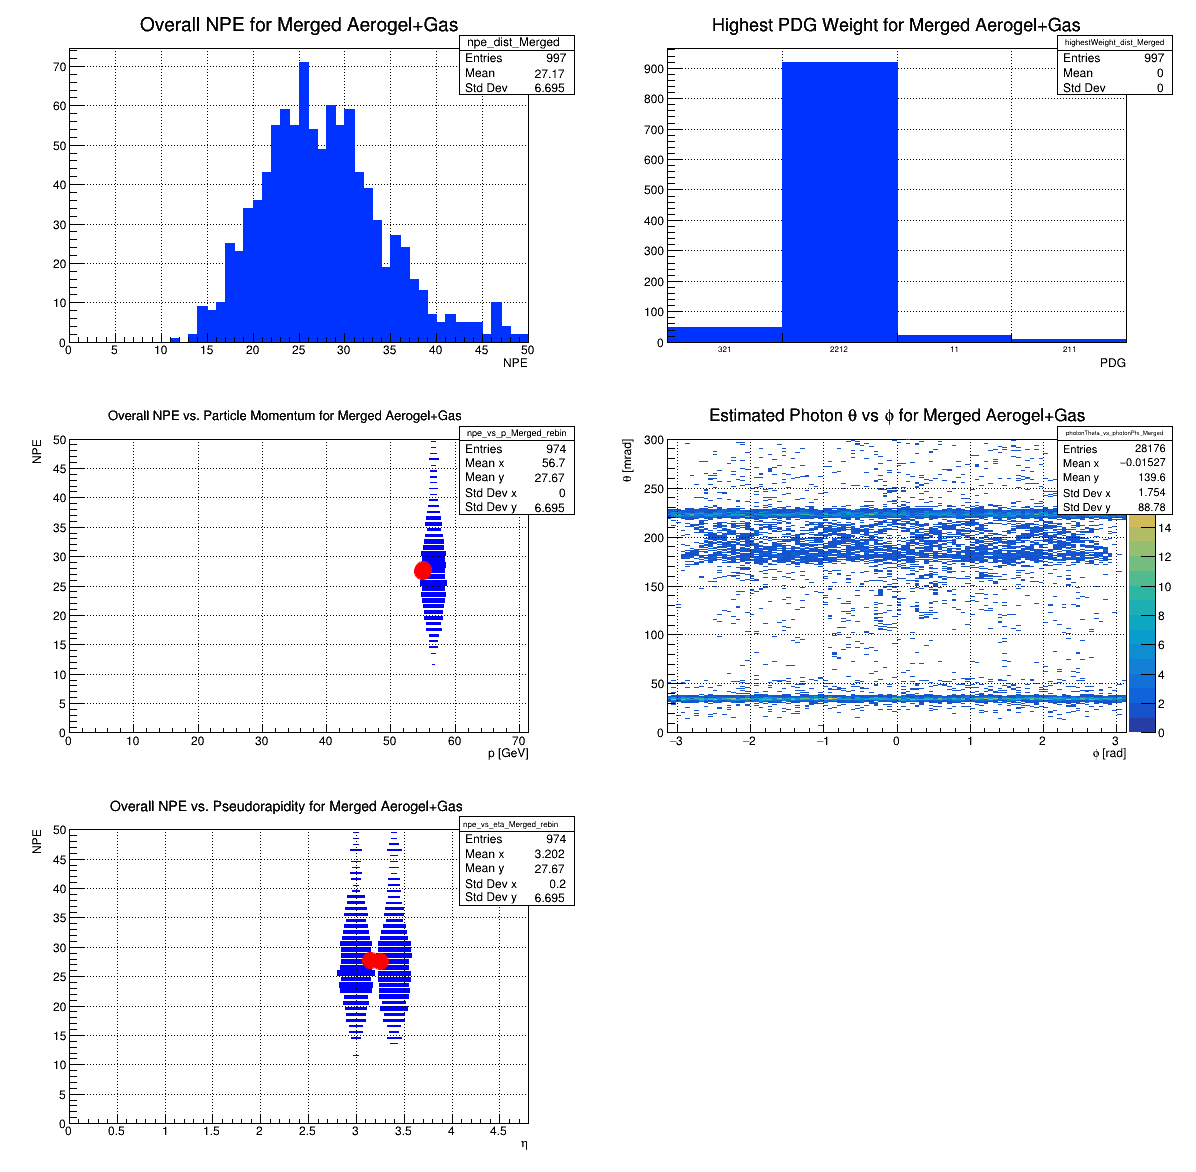 Overall NPE for Merged Aerogel+Gas
npe_dist_Merged
Entries 997
Mean 27.17
Std Dev 6.695
70
60
50
40
30
20
10
0
0 5 10 15 20 25 30 35 40 45 50
NPE
Highest PDG Weight for Merged Aerogel+Gas
highestWeight_dist_Merged
Entries 997
Mean 0
Std Dev 0
900
800
700
600
500
400
300
200
100
0
321 2212 11 211
PDG
Overall NPE vs. Particle Momentum for Merged Aerogel+Gas
npe_vs_p_Merged_rebin
Entries 974
Mean x 56.7
Mean y 27.67
Std Dev x 0
Std Dev y 6.695
NPE
50
45
40
35
30
25
20
15
10
5
0
0 10 20 30 40 50 60 70
p [GeV]
Estimated Photon θ vs ϕ for Merged Aerogel+Gas
photonTheta_vs_photonPhi_Merged
Entries 28176
Mean x −0.01527
Mean y 139.6
Std Dev x 1.754
Std Dev y 88.78
θ [mrad]
300
250
200
150
100
50
0
−3 −2 −1 0 1 2 3
ϕ [rad]
14
12
10
8
6
4
2
0
Overall NPE vs. Pseudorapidity for Merged Aerogel+Gas
npe_vs_eta_Merged_rebin
Entries 974
Mean x 3.202
Mean y 27.67
Std Dev x 0.2
Std Dev y 6.695
NPE
50
45
40
35
30
25
20
15
10
5
0
0 0.5 1 1.5 2 2.5 3 3.5 4 4.5
η